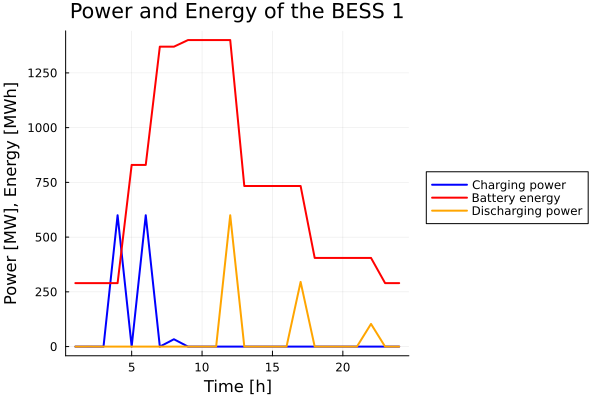 Power and Energy of the BESS 1
Power [MW], Energy [MWh]
1250
1000
750
500
250
0
5
10
15
20
Time [h]
Charging power
Battery energy
Discharging power